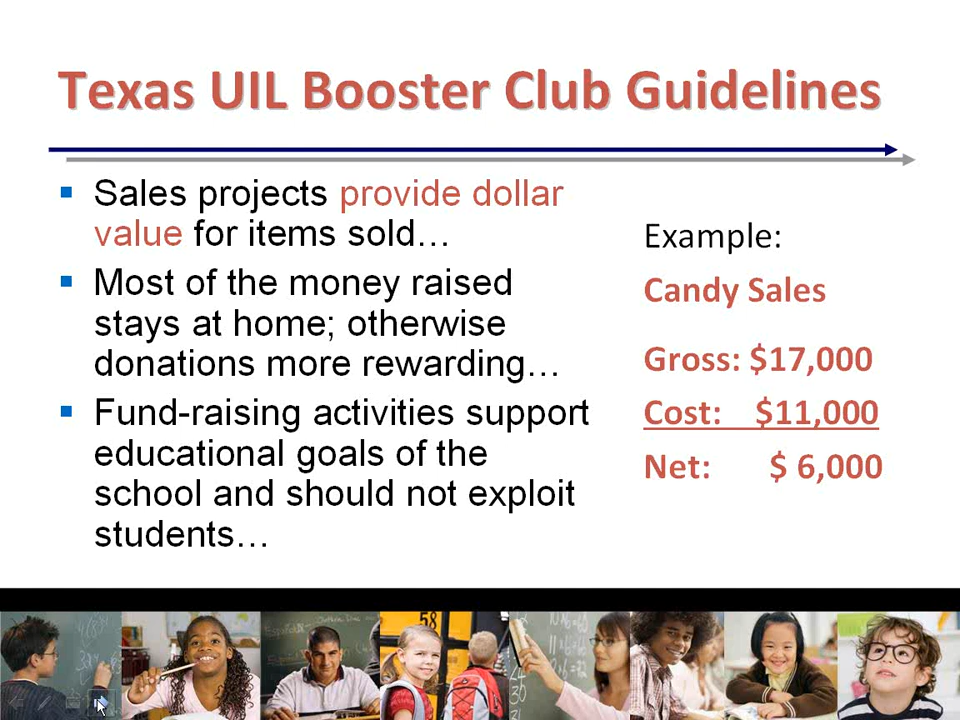 Texas UIL Booster Club Guidelines
Sales projects provide dollar
value for items sold…
Most of the money raised
stays at home; otherwise
donations more rewarding…
Fund-raising activities support
educational goals of the
school and should not exploit
students…
Example:
Candy Sales
Gross: $17,000
Cost: $11,000
Net: $ 6,000
58